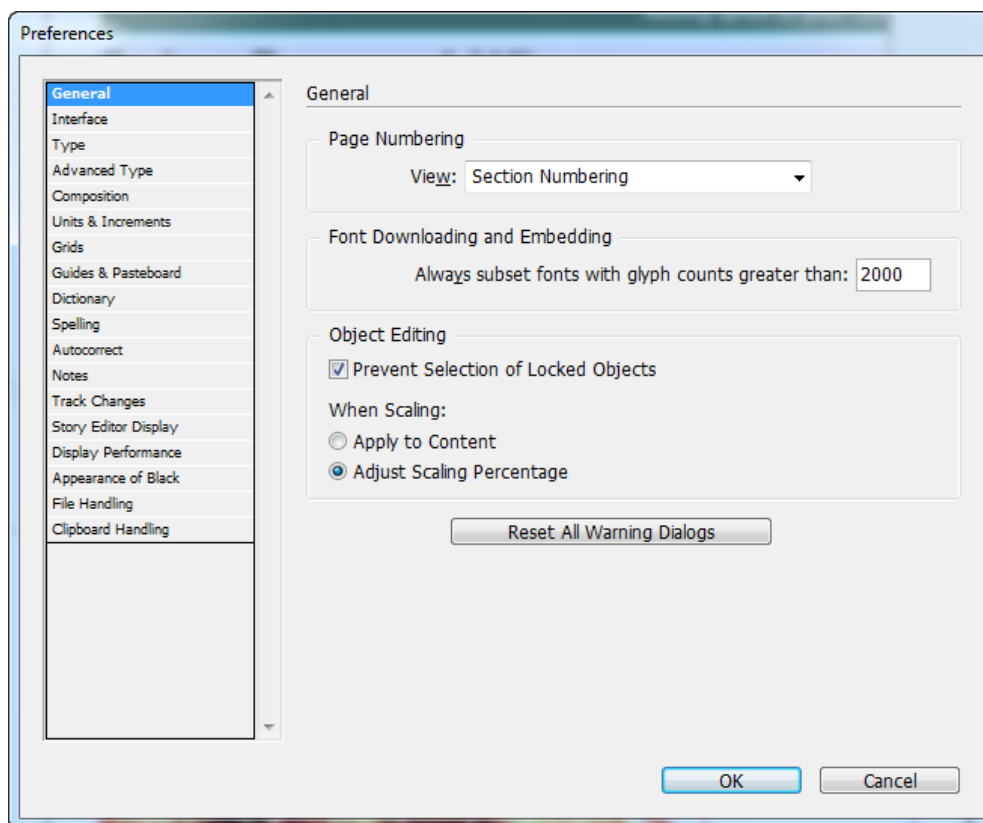 Preferences
General
Interface
Type
Advanced Type
Composition
Units & Increments
Grids
Guides & Pasteboard
Dictionary
Spelling
Autocorrect
Notes
Track Changes
Story Editor Display
Display Performance
Appearance of Black
File Handling
Clipboard Handling
General
Page Numbering
View: Section Numbering
Font Downloading and Embedding
Always subset fonts with glyph counts greater than: 2000
Object Editing
Prevent Selection of Locked Objects
When Scaling:
Apply to Content
Adjust Scaling Percentage
Reset All Warning Dialogs
OK Cancel